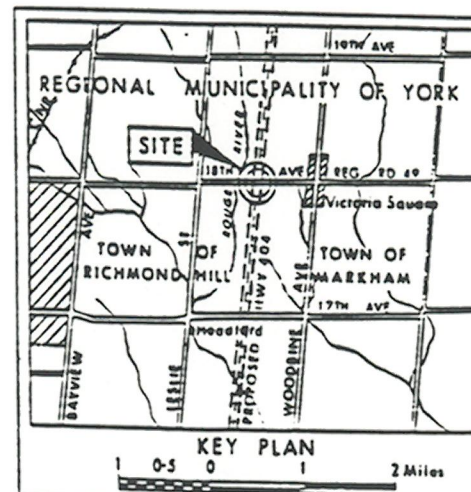 19TH AVE
REGIONAL MUNICIPALITY OF YORK
SITE
RIVER
18TH AVE REG RD 49
Victoria Square
ROUGE
AVE
TOWN OF RICHMOND HILL
ST
HWY 404
AVE
TOWN OF MARKHAM
17TH AVE
Headford
BAYVIEW
LESLIE
PROPOSED
WOODBINE
KEY PLAN
1 0·5 0 1 2 Miles